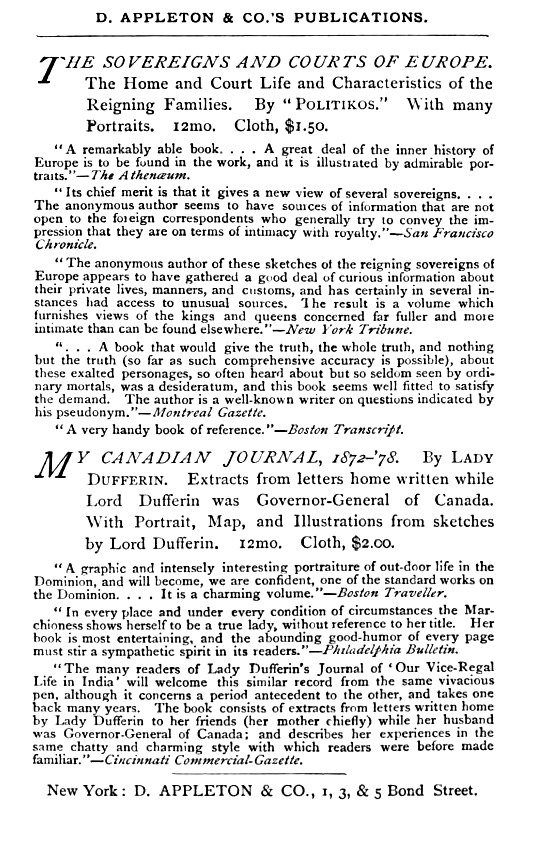 D. APPLETON & CO.'S PUBLICATIONS.
THE SOVEREIGNS AND COURTS OF EUROPE.
The Home and Court Life and Characteristics of the
Reigning Families. By "POLITIKOS." With many
Portraits. 12mo. Cloth, $1.50.
"A remarkably able book. . . . A great deal of the inner history of
Europe is to be found in the work, and it is illustrated by admirable por-
traits."—The Athenæum.
"Its chief merit is that it gives a new view of several sovereigns. . . .
The anonymous author seems to have sources of information that are not
open to the foreign correspondents who generally try to convey the im-
pression that they are on terms of intimacy with royalty."—San Francisco
Chronicle.
"The anonymous author of these sketches of the reigning sovereigns of
Europe appears to have gathered a good deal of curious information about
their private lives, manners, and customs, and has certainly in several in-
stances had access to unusual sources. The result is a volume which
furnishes views of the kings and queens concerned far fuller and more
intimate than can be found elsewhere."—New York Tribune.
". . . A book that would give the truth, the whole truth, and nothing
but the truth (so far as such comprehensive accuracy is possible), about
these exalted personages, so often heard about but so seldom seen by ordi-
nary mortals, was a desideratum, and this book seems well fitted to satisfy
the demand. The author is a well-known writer on questions indicated by
his pseudonym."—Montreal Gazette.
"A very handy book of reference."—Boston Transcript.
MY CANADIAN JOURNAL, 1872-'78. By LADY
DUFFERIN. Extracts from letters home written while
Lord Dufferin was Governor-General of Canada.
With Portrait, Map, and Illustrations from sketches
by Lord Dufferin. 12mo. Cloth, $2.00.
"A graphic and intensely interesting portraiture of out-door life in the
Dominion, and will become, we are confident, one of the standard works on
the Dominion. . . . It is a charming volume."—Boston Traveller.
"In every place and under every condition of circumstances the Mar-
chioness shows herself to be a true lady, without reference to her title. Her
book is most entertaining, and the abounding good-humor of every page
must stir a sympathetic spirit in its readers."—Philadelphia Bulletin.
"The many readers of Lady Dufferin's Journal of 'Our Vice-Regal
Life in India' will welcome this similar record from the same vivacious
pen, although it concerns a period antecedent to the other, and takes one
back many years. The book consists of extracts from letters written home
by Lady Dufferin to her friends (her mother chiefly) while her husband
was Governor-General of Canada; and describes her experiences in the
same chatty and charming style with which readers were before made
familiar."—Cincinnati Commercial-Gazette.
New York: D. APPLETON & CO., 1, 3, & 5 Bond Street.